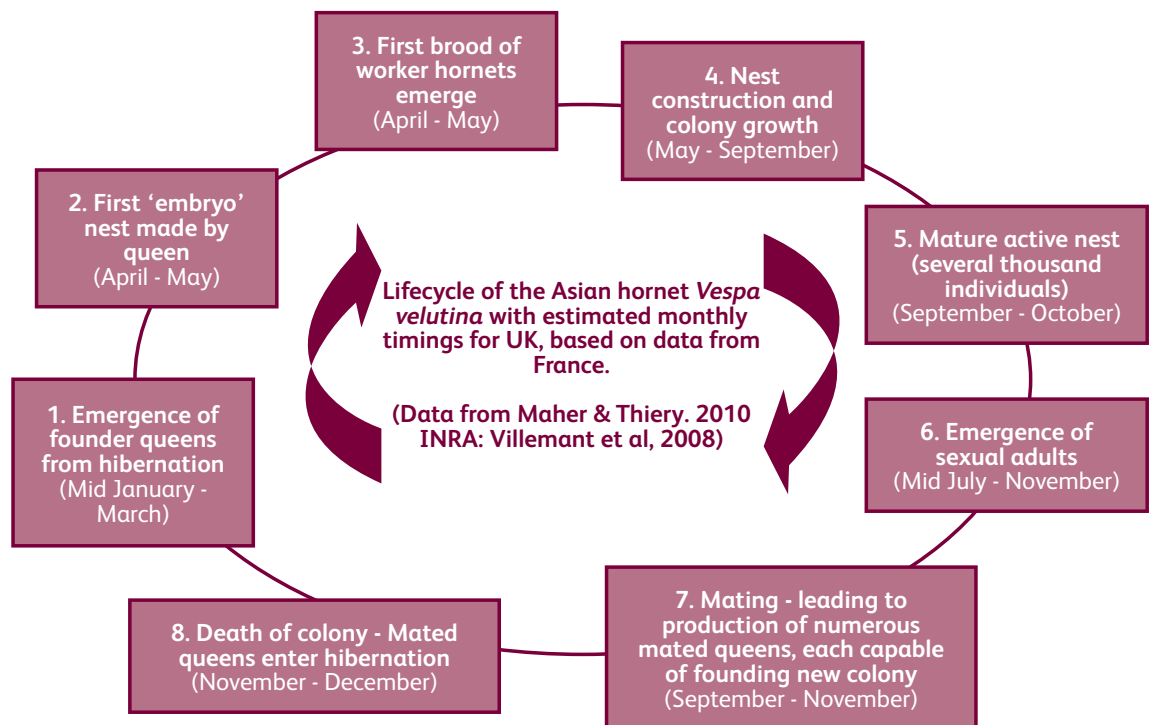 1. Emergence of
founder queens
from hibernation
(Mid January -
March)
2. First ‘embryo’
nest made by
queen
(April - May)
3. First brood of
worker hornets
emerge
(April - May)
4. Nest
construction and
colony growth
(May - September)
5. Mature active nest
(several thousand
individuals)
(September - October)
6. Emergence of
sexual adults
(Mid July - November)
7. Mating - leading to
production of numerous
mated queens, each capable
of founding new colony
(September - November)
8. Death of colony - Mated
queens enter hibernation
(November - December)
Lifecycle of the Asian hornet Vespa
velutina with estimated monthly
timings for UK, based on data from
France.
(Data from Maher & Thiery. 2010
INRA: Villemant et al, 2008)